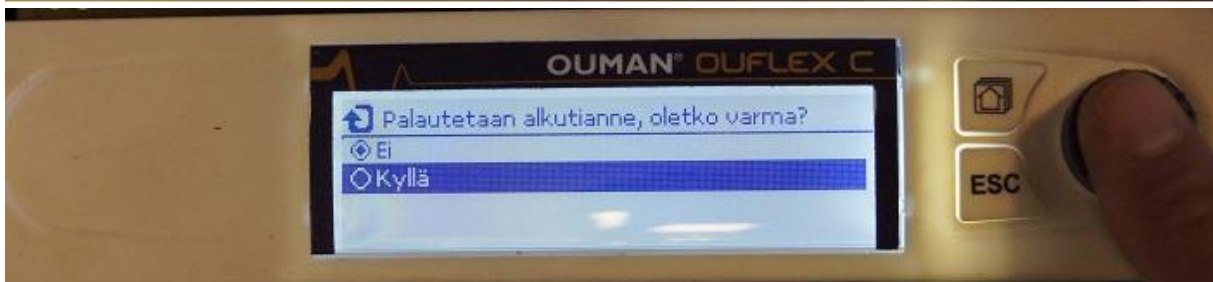 OUMAN® OUFLEX C
Palautetaan alkutianne, oletko varma?
Ei
Kyllä
ESC